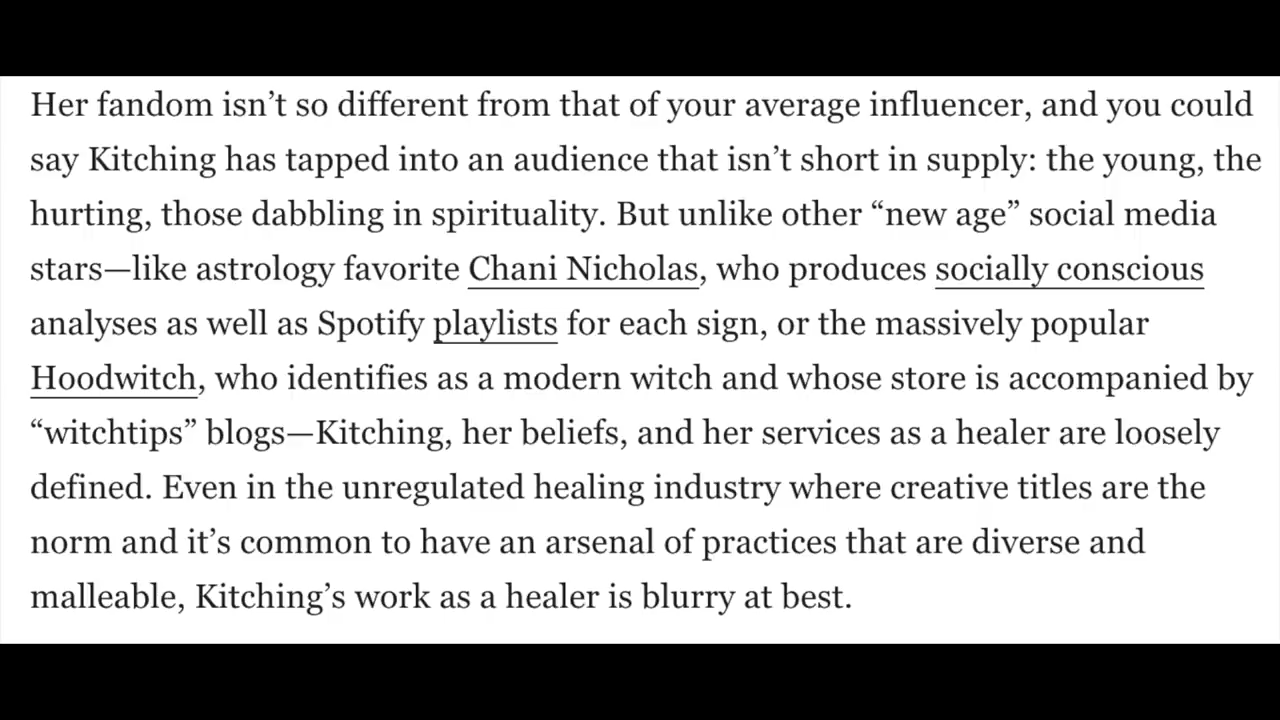 Her fandom isn’t so different from that of your average influencer, and you could
say Kitching has tapped into an audience that isn’t short in supply: the young, the
hurting, those dabbling in spirituality. But unlike other “new age” social media
stars—like astrology favorite Chani Nicholas, who produces socially conscious
analyses as well as Spotify playlists for each sign, or the massively popular
Hoodwitch, who identifies as a modern witch and whose store is accompanied by
“witchtips” blogs—Kitching, her beliefs, and her services as a healer are loosely
defined. Even in the unregulated healing industry where creative titles are the
norm and it’s common to have an arsenal of practices that are diverse and
malleable, Kitching’s work as a healer is blurry at best.